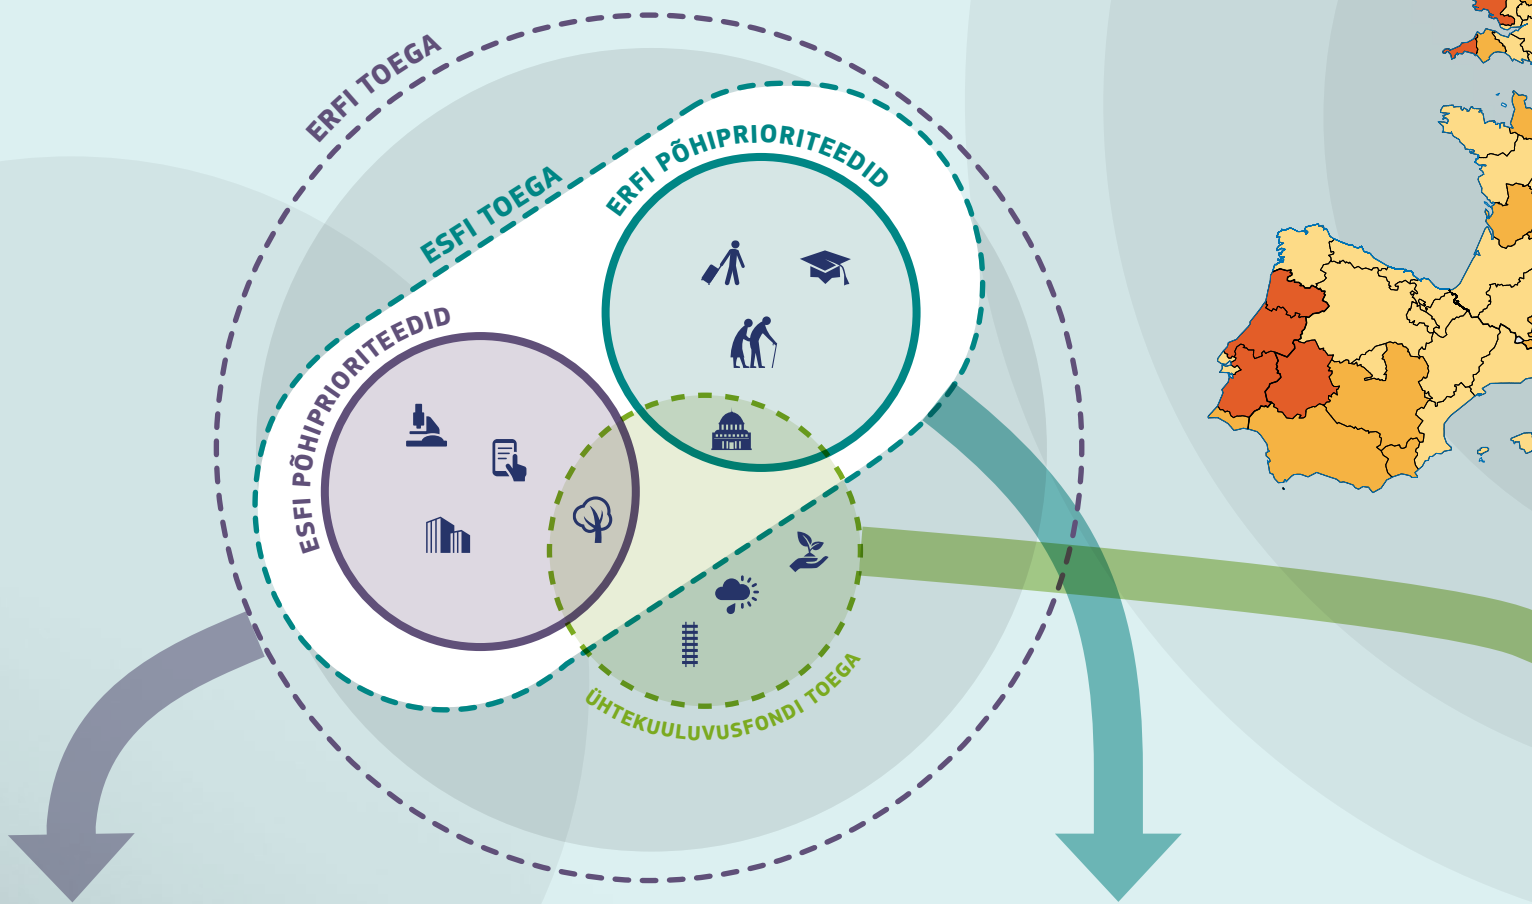 ERFI TOEGA
ESFI TOEGA
ERFI PÕHIPRIORITEEDID
ESFI PÕHIPRIORITEEDID
ÜHTEKUULUVUSFONDI TOEGA